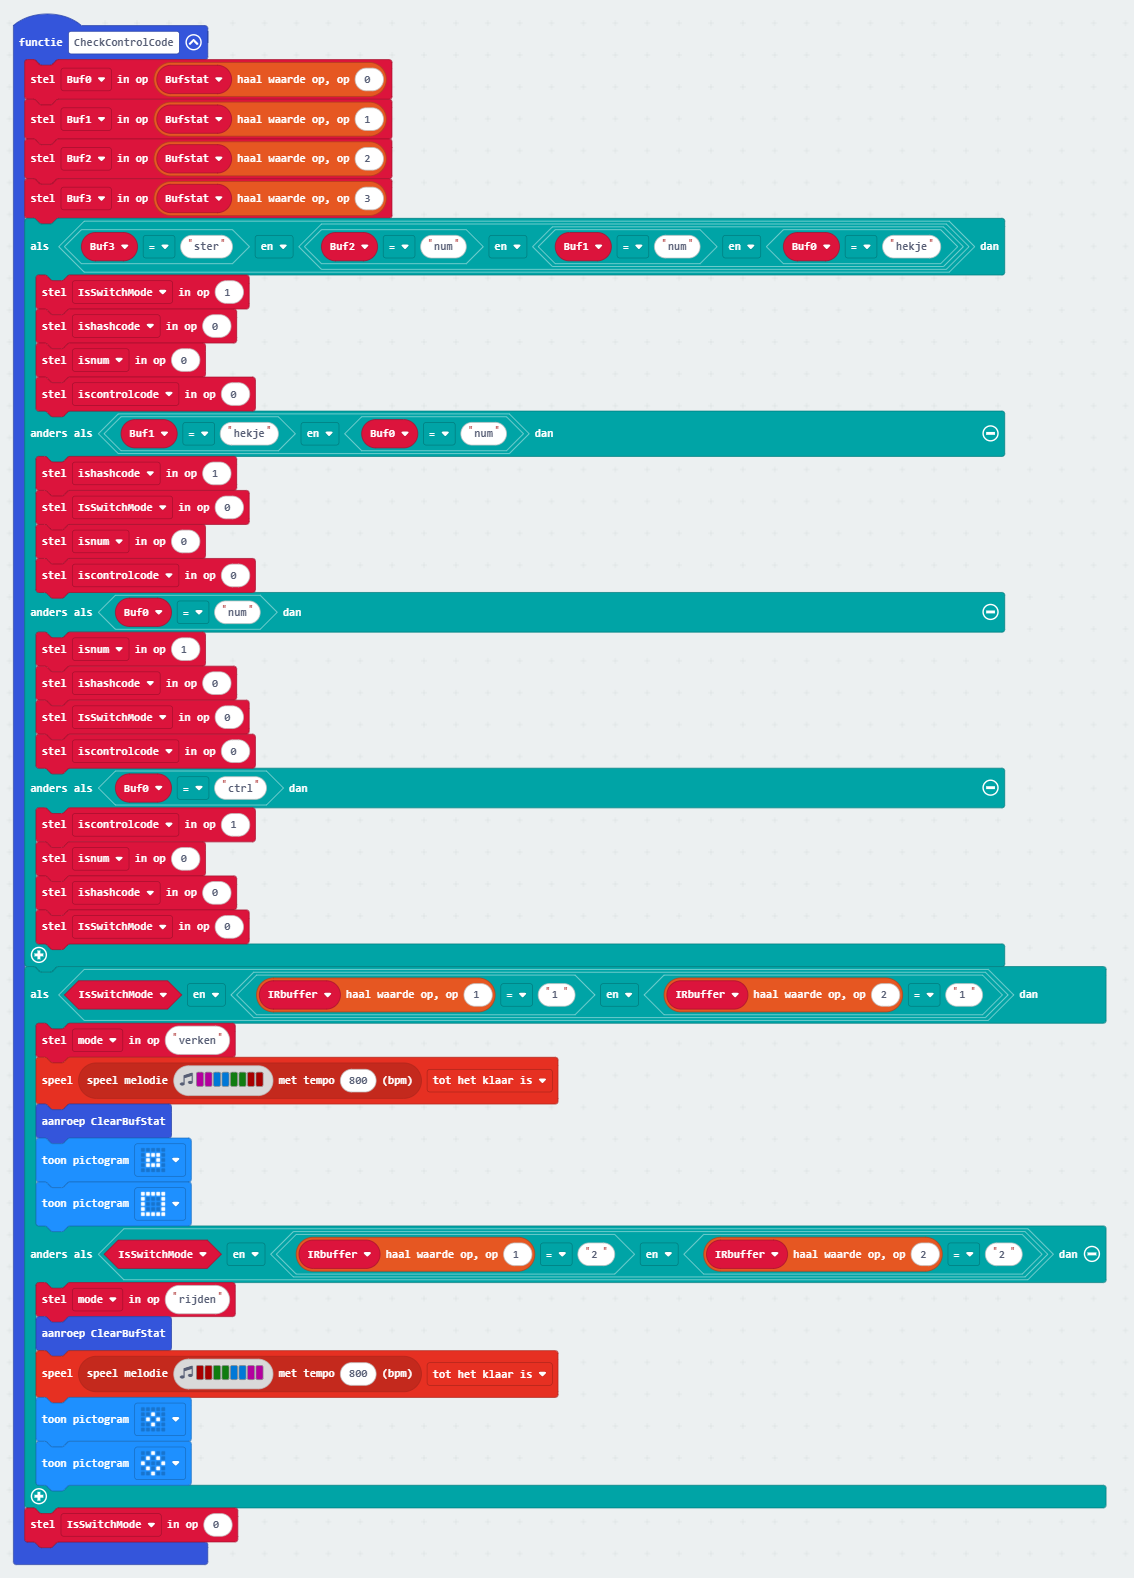 functie CheckControlCode
stel Buf0 in op Bufstat haal waarde op, op 0
stel Buf1 in op Bufstat haal waarde op, op 1
stel Buf2 in op Bufstat haal waarde op, op 2
stel Buf3 in op Bufstat haal waarde op, op 3
als Buf3 = "ster" en Buf2 = "num" en Buf1 = "num" en Buf0 = "hekje" dan
stel IsSwitchMode in op 1
stel ishashcode in op 0
stel isnum in op 0
stel iscontrolcode in op 0
anders als Buf1 = "hekje" en Buf0 = "num" dan
stel ishashcode in op 1
stel IsSwitchMode in op 0
stel isnum in op 0
stel iscontrolcode in op 0
anders als Buf0 = "num" dan
stel isnum in op 1
stel ishashcode in op 0
stel IsSwitchMode in op 0
stel iscontrolcode in op 0
anders als Buf0 = "ctrl" dan
stel iscontrolcode in op 1
stel isnum in op 0
stel ishashcode in op 0
stel IsSwitchMode in op 0
als IsSwitchMode en IRbuffer haal waarde op, op 1 = "1" en IRbuffer haal waarde op, op 2 = "1" dan
stel mode in op "verken"
speel speel melodie met tempo 800 (bpm) tot het klaar is
aanroep ClearBufStat
toon pictogram
toon pictogram
anders als IsSwitchMode en IRbuffer haal waarde op, op 1 = "2" en IRbuffer haal waarde op, op 2 = "2" dan
stel mode in op "rijden"
aanroep ClearBufStat
speel speel melodie met tempo 800 (bpm) tot het klaar is
toon pictogram
toon pictogram
stel IsSwitchMode in op 0